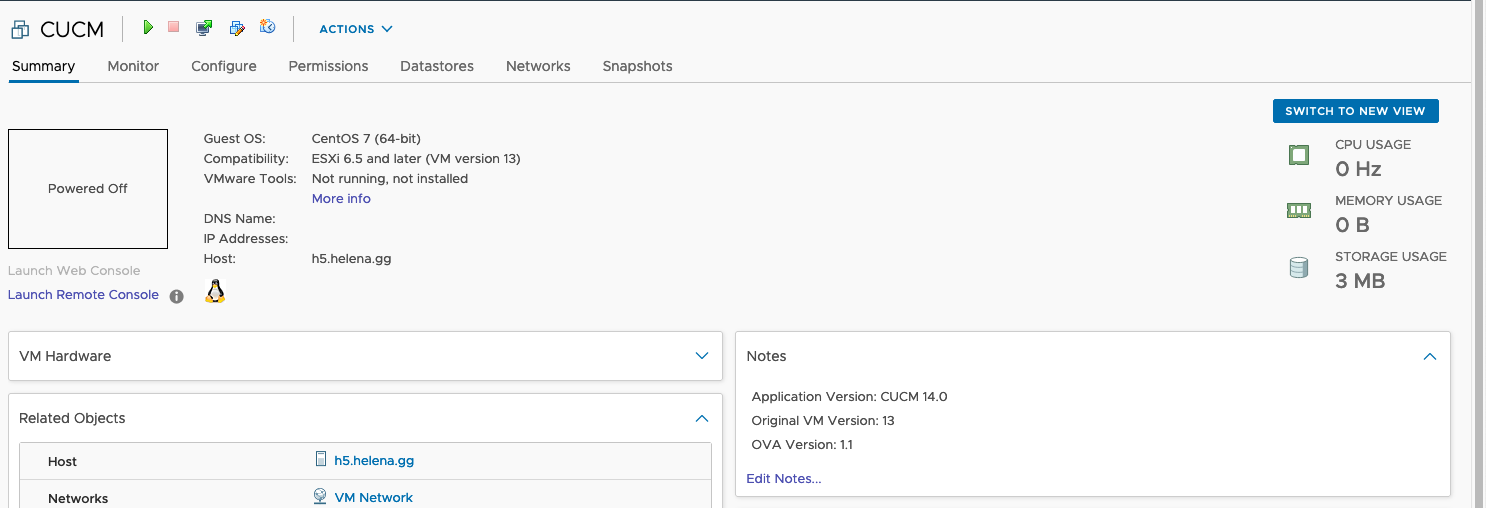 CUCM
ACTIONS
Summary Monitor Configure Permissions Datastores Networks Snapshots
SWITCH TO NEW VIEW
Powered Off
Guest OS: CentOS 7 (64-bit)
Compatibility: ESXi 6.5 and later (VM version 13)
VMware Tools: Not running, not installed
More info
DNS Name:
IP Addresses:
Host: h5.helena.gg
Launch Web Console
Launch Remote Console
CPU USAGE
0 Hz
MEMORY USAGE
0 B
STORAGE USAGE
3 MB
VM Hardware
Related Objects
Host h5.helena.gg
Networks VM Network
Notes
Application Version: CUCM 14.0
Original VM Version: 13
OVA Version: 1.1
Edit Notes...